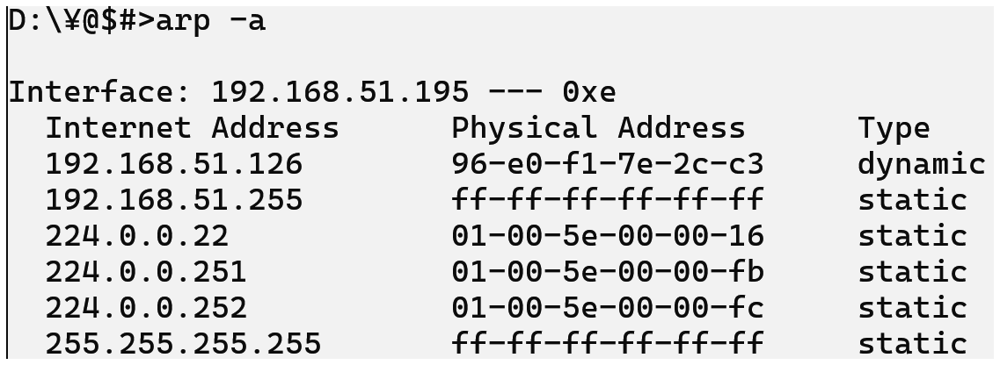 D:\¥@$#>arp -a
Interface: 192.168.51.195 --- 0xe
Internet Address Physical Address Type
192.168.51.126 96-e0-f1-7e-2c-c3 dynamic
192.168.51.255 ff-ff-ff-ff-ff-ff static
224.0.0.22 01-00-5e-00-00-16 static
224.0.0.251 01-00-5e-00-00-fb static
224.0.0.252 01-00-5e-00-00-fc static
255.255.255.255 ff-ff-ff-ff-ff-ff static